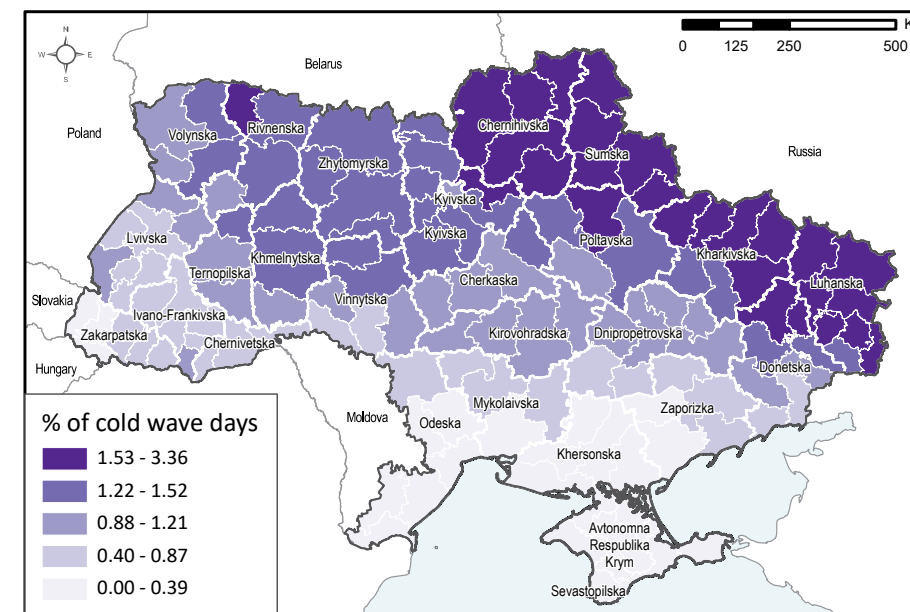 N
W E
S
K
0 125 250 500
Belarus
Poland
Russia
Slovakia
Hungary
Moldova
Volynska
Rivnenska
Zhytomyrska
Chernihivska
Sumska
Kyivska
Kyivska
Lvivska
Ternopilska
Khmelnytska
Poltavska
Kharkivska
Luhanska
Cherkaska
Vinnytska
Ivano-Frankivska
Zakarpatska
Chernivetska
Kirovohradska
Dnipropetrovska
Donetska
Mykolaivska
Odeska
Zaporizka
Khersonska
Avtonomna
Respublika
Krym
Sevastopilska
% of cold wave days
1.53 - 3.36
1.22 - 1.52
0.88 - 1.21
0.40 - 0.87
0.00 - 0.39